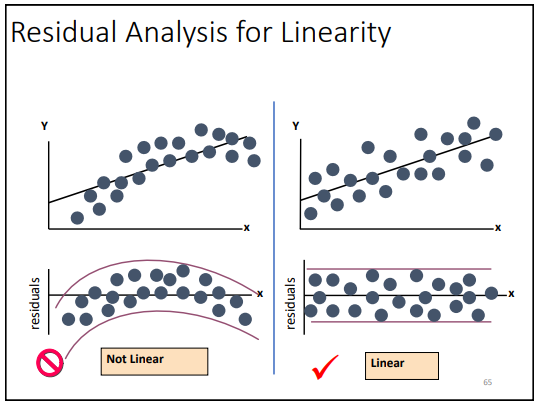 Residual Analysis for Linearity
Y
x
residuals
x
Not Linear
Y
x
residuals
x
Linear
65